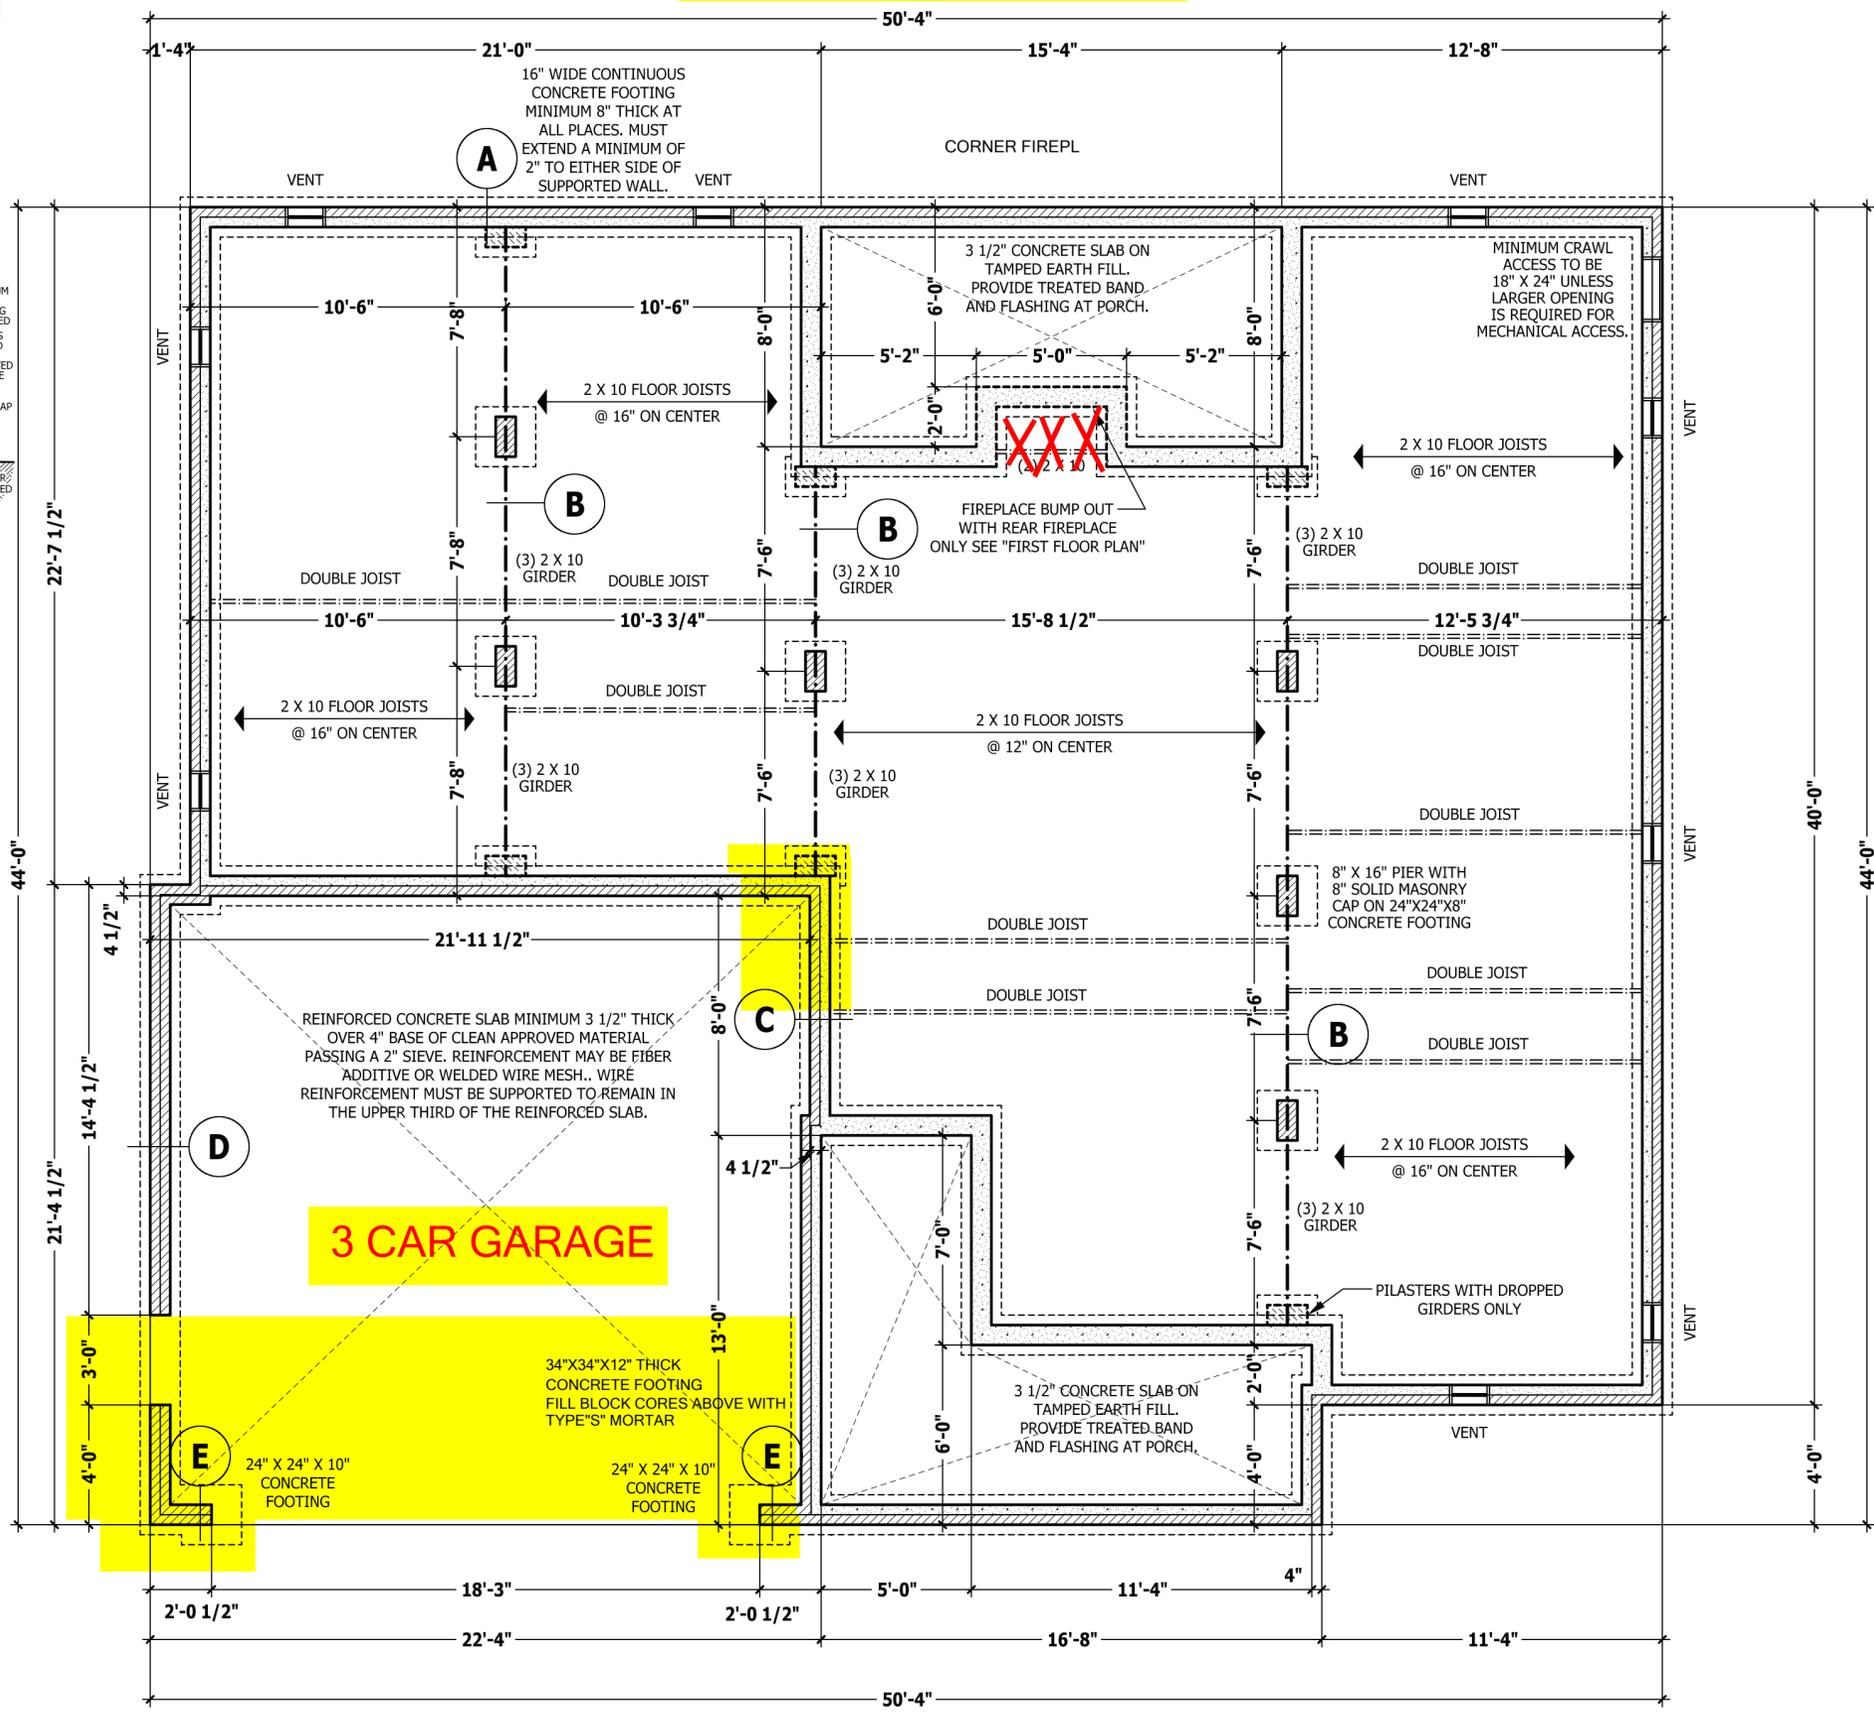 50'-4"
1'-4"
21'-0"
15'-4"
12'-8"
16" WIDE CONTINUOUS
CONCRETE FOOTING
MINIMUM 8" THICK AT
ALL PLACES. MUST
EXTEND A MINIMUM OF
2" TO EITHER SIDE OF
SUPPORTED WALL.
A
CORNER FIREPL
VENT
VENT
VENT
3 1/2" CONCRETE SLAB ON
TAMPED EARTH FILL.
PROVIDE TREATED BAND
AND FLASHING AT PORCH.
MINIMUM CRAWL
ACCESS TO BE
18" X 24" UNLESS
LARGER OPENING
IS REQUIRED FOR
MECHANICAL ACCESS.
10'-6"
10'-6"
7'-8"
8'-0"
6'-0"
8'-0"
VENT
5'-2"
5'-0"
5'-2"
2 X 10 FLOOR JOISTS
@ 16" ON CENTER
2'-0"
XXX
(2) 2 X 10
VENT
2 X 10 FLOOR JOISTS
@ 16" ON CENTER
B
B
FIREPLACE BUMP OUT
WITH REAR FIREPLACE
ONLY SEE "FIRST FLOOR PLAN"
22'-7 1/2"
7'-8"
(3) 2 X 10
GIRDER
7'-6"
(3) 2 X 10
GIRDER
7'-6"
(3) 2 X 10
GIRDER
DOUBLE JOIST
DOUBLE JOIST
DOUBLE JOIST
10'-6"
10'-3 3/4"
15'-8 1/2"
12'-5 3/4"
DOUBLE JOIST
DOUBLE JOIST
2 X 10 FLOOR JOISTS
@ 16" ON CENTER
2 X 10 FLOOR JOISTS
@ 12" ON CENTER
VENT
7'-8"
(3) 2 X 10
GIRDER
7'-6"
(3) 2 X 10
GIRDER
7'-6"
DOUBLE JOIST
40'-0"
44'-0"
44'-0"
VENT
8" X 16" PIER WITH
8" SOLID MASONRY
CAP ON 24"X24"X8"
CONCRETE FOOTING
4 1/2"
21'-11 1/2"
DOUBLE JOIST
DOUBLE JOIST
DOUBLE JOIST
8'-0"
C
7'-6"
B
REINFORCED CONCRETE SLAB MINIMUM 3 1/2" THICK
OVER 4" BASE OF CLEAN APPROVED MATERIAL
PASSING A 2" SIEVE. REINFORCEMENT MAY BE FIBER
ADDITIVE OR WELDED WIRE MESH.. WIRE
REINFORCEMENT MUST BE SUPPORTED TO REMAIN IN
THE UPPER THIRD OF THE REINFORCED SLAB.
DOUBLE JOIST
14'-4 1/2"
D
4 1/2"
2 X 10 FLOOR JOISTS
@ 16" ON CENTER
21'-4 1/2"
3 CAR GARAGE
7'-0"
7'-6"
(3) 2 X 10
GIRDER
PILASTERS WITH DROPPED
GIRDERS ONLY
VENT
13'-0"
3'-0"
34"X34"X12" THICK
CONCRETE FOOTING
FILL BLOCK CORES ABOVE WITH
TYPE"S" MORTAR
2'-0"
3 1/2" CONCRETE SLAB ON
TAMPED EARTH FILL.
PROVIDE TREATED BAND
AND FLASHING AT PORCH.
VENT
4'-0"
E
24" X 24" X 10"
CONCRETE
FOOTING
24" X 24" X 10"
CONCRETE
FOOTING
E
6'-0"
4'-0"
4'-0"
18'-3"
5'-0"
11'-4"
4"
2'-0 1/2"
2'-0 1/2"
22'-4"
16'-8"
11'-4"
50'-4"